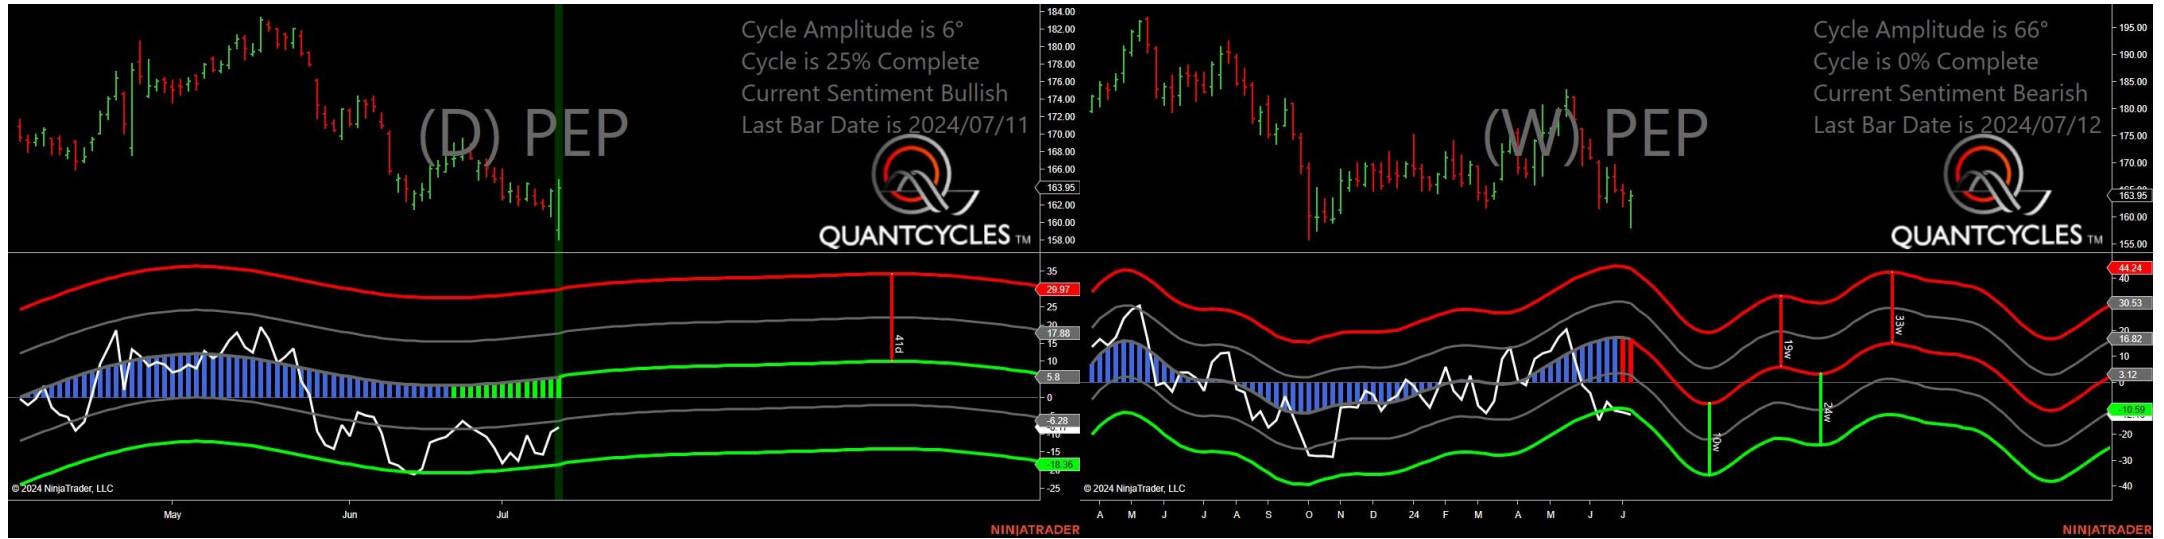 Cycle Amplitude is 6°
Cycle is 25% Complete
Current Sentiment Bullish
Last Bar Date is 2024/07/11
(D) PEP
QUANTCYCLES TM
184.00
182.00
180.00
178.00
176.00
174.00
172.00
170.00
168.00
166.00
163.95
162.00
160.00
158.00
35
29.97
25
17.88
15
10
5.8
0
-6.28
-15
-18.36
-25
41d
© 2024 NinjaTrader, LLC
May Jun Jul
NINJATRADER
Cycle Amplitude is 66°
Cycle is 0% Complete
Current Sentiment Bearish
Last Bar Date is 2024/07/12
(W) PEP
QUANTCYCLES TM
195.00
190.00
185.00
180.00
175.00
170.00
163.95
160.00
155.00
44.24
40
30.53
20
16.82
10
3.12
-10.59
-20
-30
-40
10w
19w
24w
33w
© 2024 NinjaTrader, LLC
A M J J A S O N D 24 F M A M J J
NINJATRADER